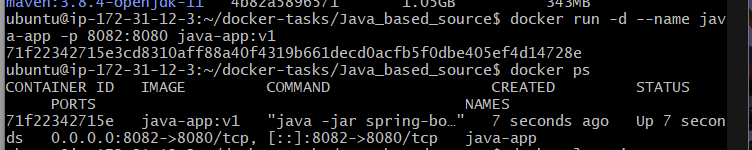 maven:3.8.4-openjdk-11 4b82a5896571 1.05GB 343MB
ubuntu@ip-172-31-12-3:~/docker-tasks/Java_based_source$ docker run -d --name jav
a-app -p 8082:8080 java-app:v1
71f22342715e3cd8310aff88a40f4319b661decd0acfb5f0dbe405ef4d14728e
ubuntu@ip-172-31-12-3:~/docker-tasks/Java_based_source$ docker ps
CONTAINER ID IMAGE COMMAND CREATED STATUS
PORTS NAMES
71f22342715e java-app:v1 "java -jar spring-bo…" 7 seconds ago Up 7 secon
ds 0.0.0.0:8082->8080/tcp, [::]:8082->8080/tcp java-app